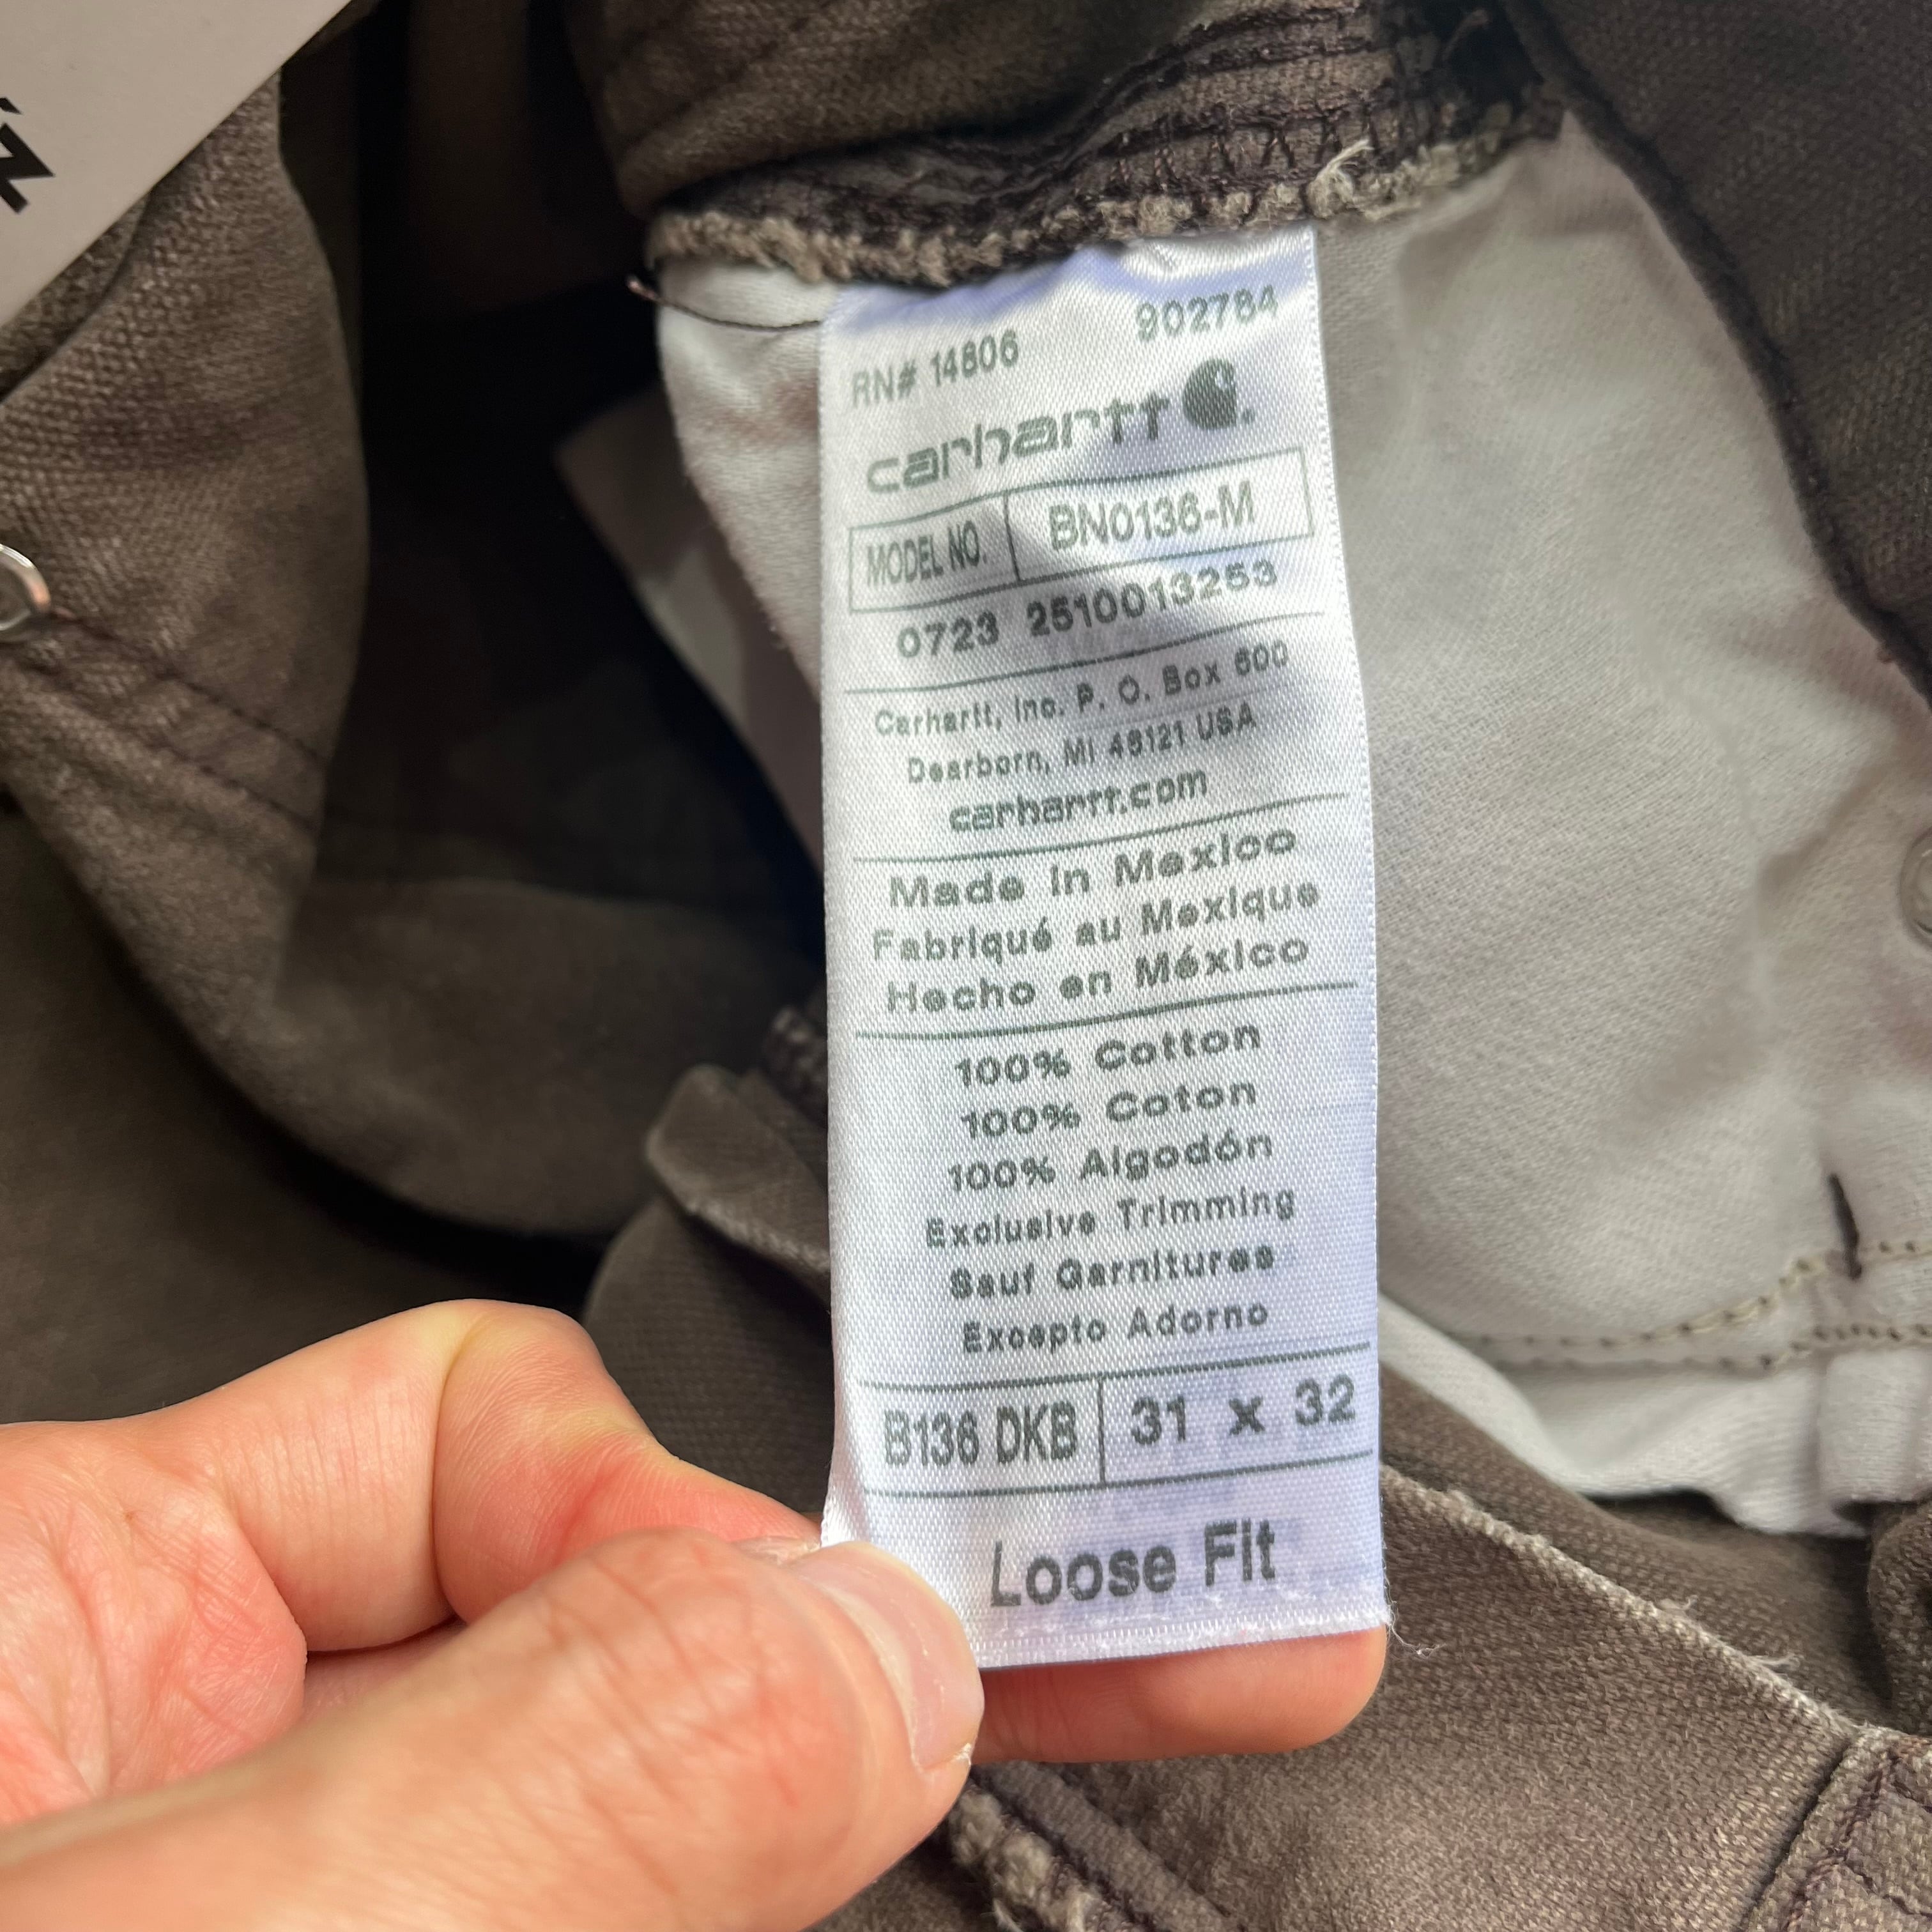 RN# 14806 902784
carhartt
MODEL NO. BN0136-M
0723 2510013253
Carhartt, Inc. P. O. Box 600
Dearborn, MI 48121 USA
carhartt.com
Made in Mexico
Fabriqué au Mexique
Hecho en México
100% Cotton
100% Coton
100% Algodón
Exclusive Trimming
Sauf Garnitures
Excepto Adorno
B136 DKB 31 x 32
Loose Fit